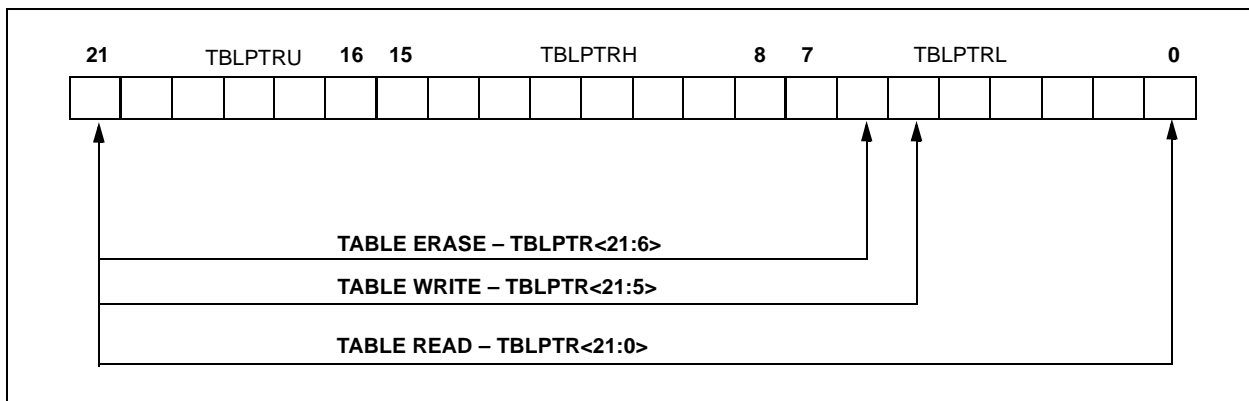 21 TBLPTRU 16 15 TBLPTRH 8 7 TBLPTRL 0
TABLE ERASE – TBLPTR<21:6>
TABLE WRITE – TBLPTR<21:5>
TABLE READ – TBLPTR<21:0>